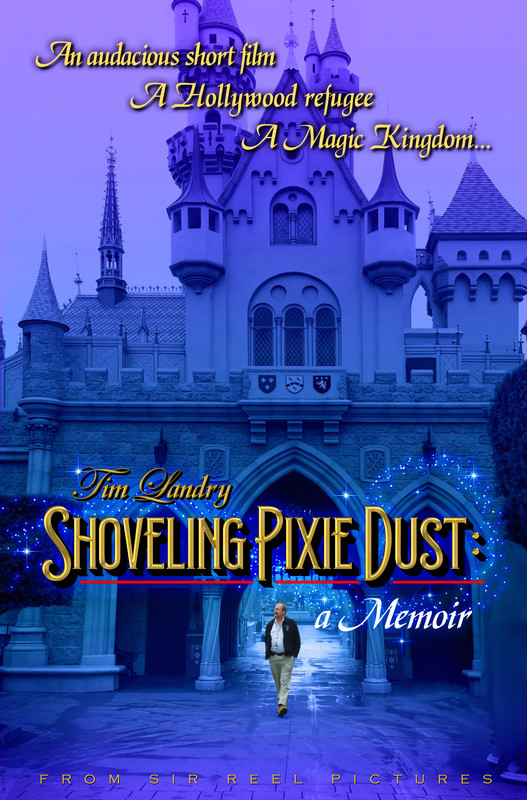 An audacious short film
A Hollywood refugee
A Magic Kingdom...
Tim Landry
SHOVELING PIXIE DUST:
a Memoir
FROM SIR REEL PICTURES